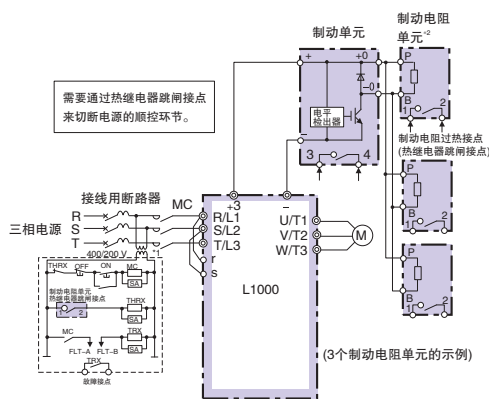 制动单元
制动电阻
单元*2
+
+0
P
−0
B
1
2
电平
检出器
−
3
4
制动电阻过热接点
(热继电器跳闸接点)
需要通过热继电器跳闸接点
来切断电源的顺控环节。
P
B
1
2
P
B
1
2
接线用断路器
MC
+3
−
三相电源
R
S
T
R/L1
S/L2
T/L3
r
s
U/T1
V/T2
W/T3
M
L1000
400/200 V
*1
THRX
OFF
ON
MC
SA
制动电阻单元
热继电器跳闸接点
1
2
THRX
SA
MC
FLT–A
FLT–B
TRX
SA
TRX
故障接点
(3个制动电阻单元的示例)